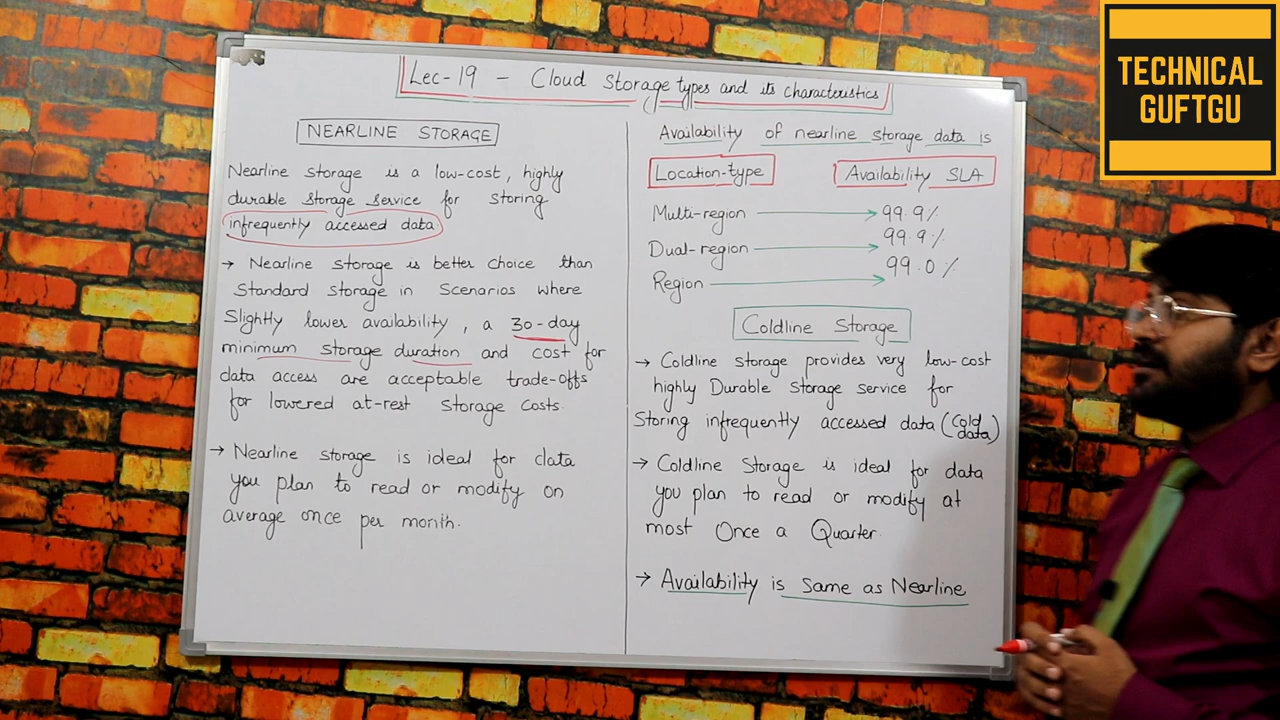 Lec-19 - Cloud Storage types and its characteristics
NEARLINE STORAGE
Nearline storage is a low-cost, highly
durable storage service for storing
infrequently accessed data.
→ Nearline storage is better choice than
Standard storage in Scenarios where
Slightly lower availability, a 30-day
minimum storage duration and cost for
data access are acceptable trade-offs
for lowered at-rest storage costs.
→ Nearline storage is ideal for data
you plan to read or modify on
average once per month.
Availability of nearline storage data is
Location-type Availability SLA
Multi-region → 99.9%
Dual-region → 99.9%
Region → 99.0%
Coldline Storage
→ Coldline storage provides very low-cost
highly Durable storage service for
Storing infrequently accessed data (Cold data)
→ Coldline Storage is ideal for data
you plan to read or modify at
most Once a Quarter.
→ Availability is Same as Nearline
TECHNICAL
GUFTGU